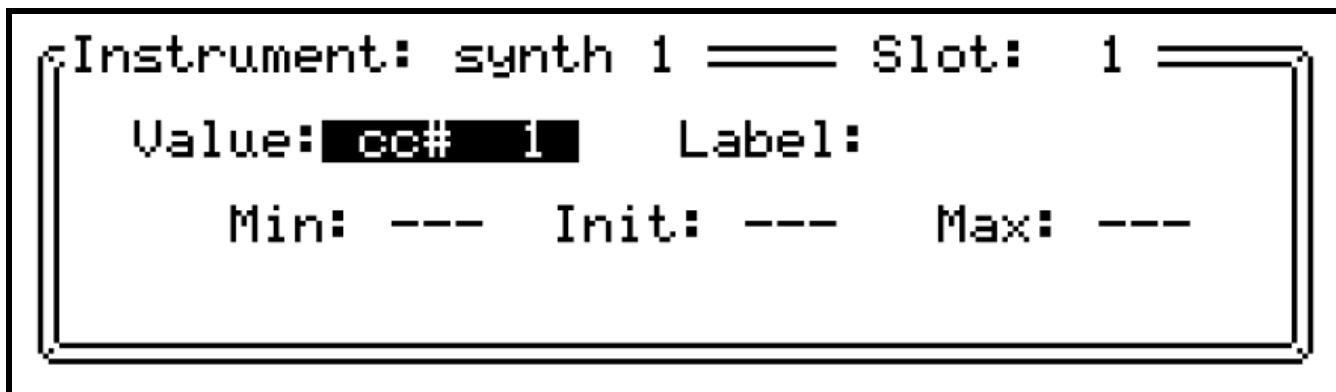 Instrument: synth 1 Slot: 1
Value: cc# 1 Label:
Min: --- Init: --- Max: ---